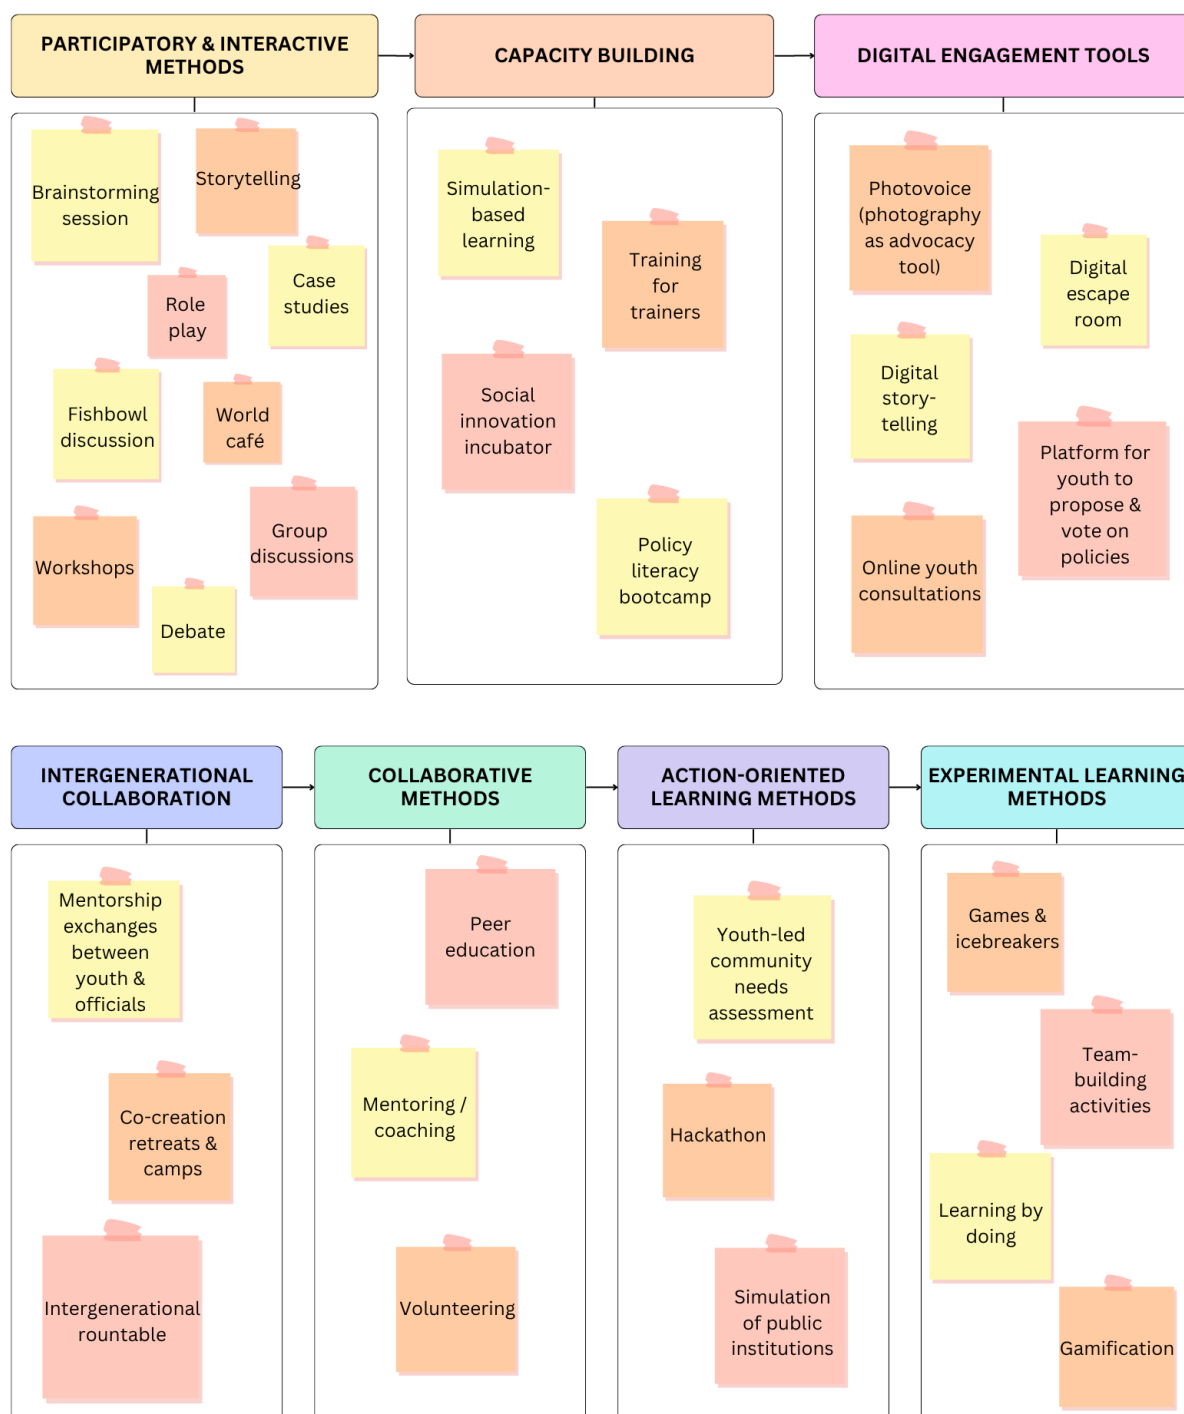 PARTICIPATORY & INTERACTIVE
METHODS
Brainstorming
session
Storytelling
Case
studies
Role
play
Fishbowl
discussion
World
café
Group
discussions
Workshops
Debate
CAPACITY BUILDING
Simulation-
based
learning
Training
for
trainers
Social
innovation
incubator
Policy
literacy
bootcamp
DIGITAL ENGAGEMENT TOOLS
Photovoice
(photography
as advocacy
tool)
Digital
escape
room
Digital
story-
telling
Platform for
youth to
propose &
vote on
policies
Online youth
consultations
INTERGENERATIONAL
COLLABORATION
Mentorship
exchanges
between
youth &
officials
Co-creation
retreats &
camps
Intergenerational
rountable
COLLABORATIVE
METHODS
Peer
education
Mentoring /
coaching
Volunteering
ACTION-ORIENTED
LEARNING METHODS
Youth-led
community
needs
assessment
Hackathon
Simulation
of public
institutions
EXPERIMENTAL LEARNING
METHODS
Games &
icebreakers
Team-
building
activities
Learning by
doing
Gamification